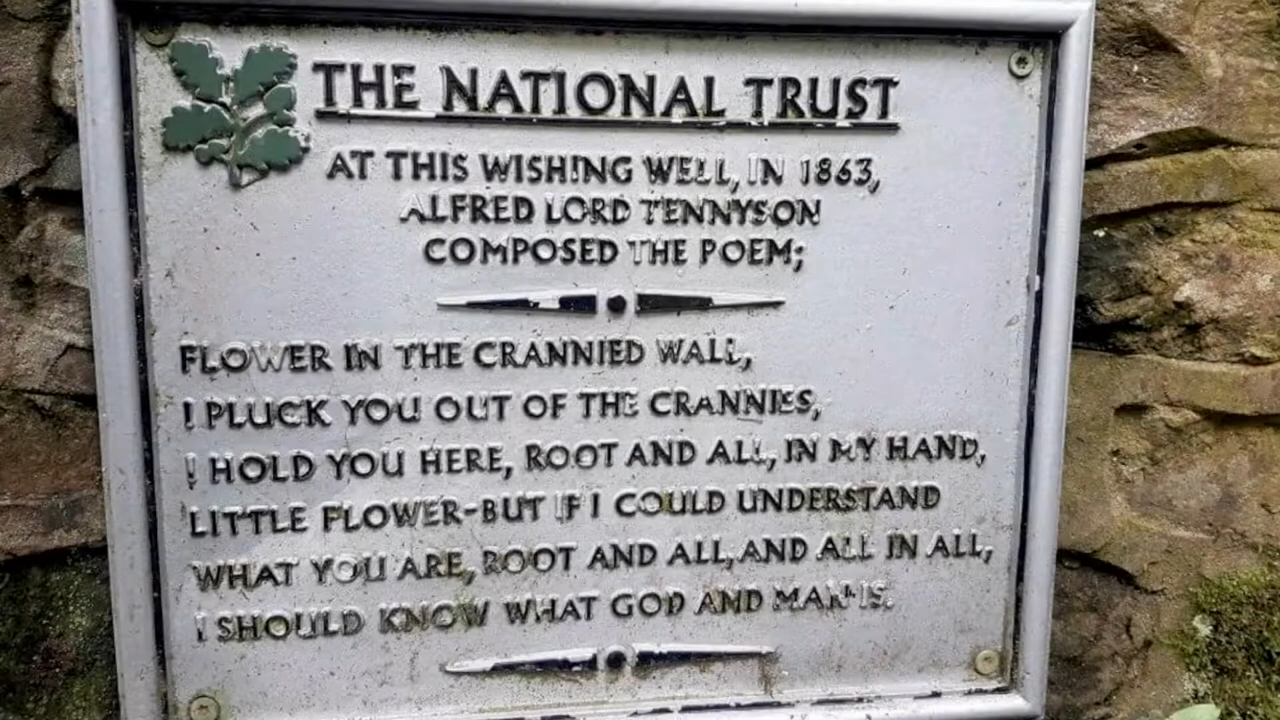 THE NATIONAL TRUST
AT THIS WISHING WELL, IN 1863,
ALFRED LORD TENNYSON
COMPOSED THE POEM;
FLOWER IN THE CRANNIED WALL,
I PLUCK YOU OUT OF THE CRANNIES,
I HOLD YOU HERE, ROOT AND ALL, IN MY HAND,
LITTLE FLOWER-BUT IF I COULD UNDERSTAND
WHAT YOU ARE, ROOT AND ALL, AND ALL IN ALL,
I SHOULD KNOW WHAT GOD AND MAN IS.